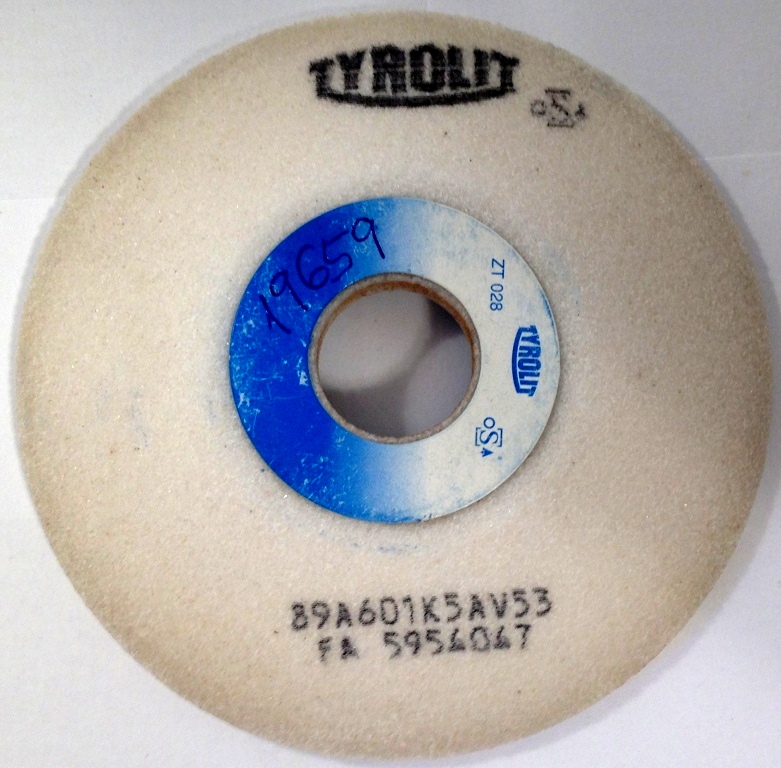 TYROLIT
19659
ZT 028
TYROLIT
89A601K5AV53
FA 5954047